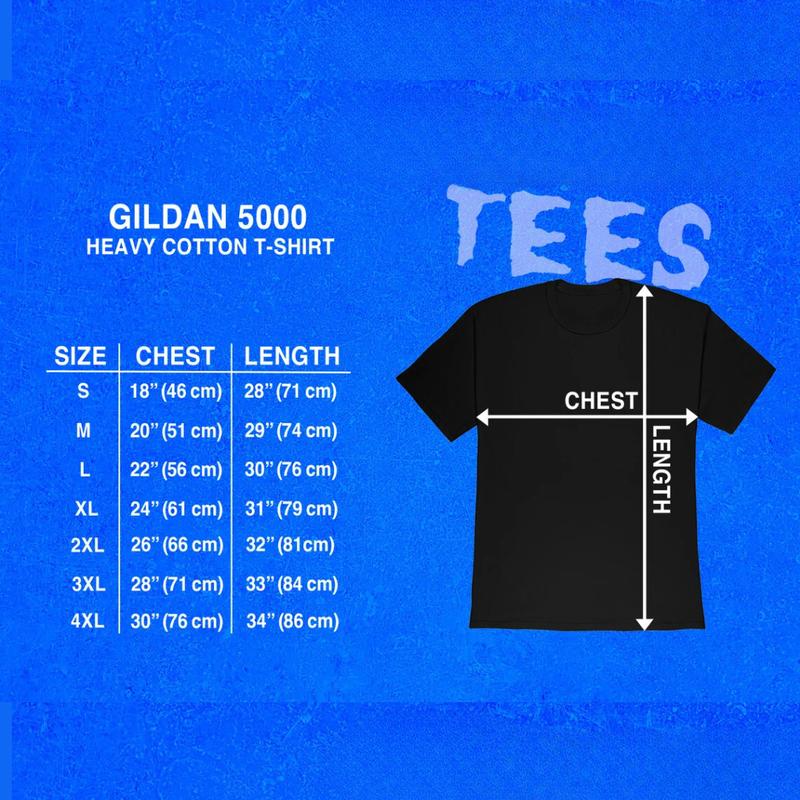 GILDAN 5000
HEAVY COTTON T-SHIRT
TEES
SIZE CHEST LENGTH
S 18” (46 cm) 28” (71 cm)
M 20” (51 cm) 29” (74 cm)
L 22” (56 cm) 30” (76 cm)
XL 24” (61 cm) 31” (79 cm)
2XL 26” (66 cm) 32” (81cm)
3XL 28” (71 cm) 33” (84 cm)
4XL 30” (76 cm) 34” (86 cm)
CHEST
LENGTH